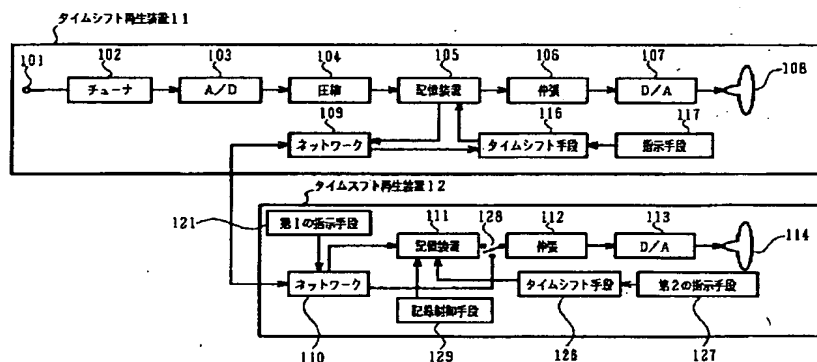 タイムシフト再生装置11
101
102
103
104
105
106
107
108
チューナ
A/D
圧縮
記憶装置
伸張
D/A
109
116
117
ネットワーク
タイムシフト手段
指示手段
タイムスフト再生装置12
121
第1の指示手段
111
128
112
113
114
記憶装置
伸張
D/A
ネットワーク
タイムシフト手段
第2の指示手段
記録制御手段
110
129
126
127